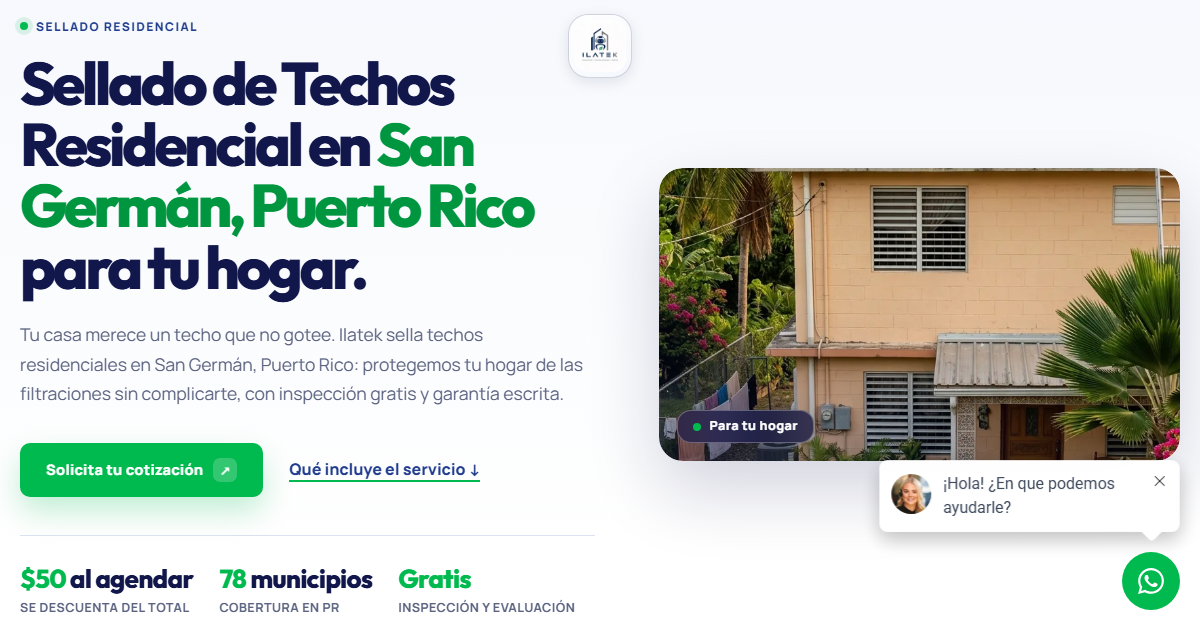 SELLADO RESIDENCIAL
ILATEK
Sellado de Techos
Residencial en San
Germán, Puerto Rico
para tu hogar.
Tu casa merece un techo que no gotee. Ilatek sella techos
residenciales en San Germán, Puerto Rico: protegemos tu hogar de las
filtraciones sin complicarte, con inspección gratis y garantía escrita.
Solicita tu cotización ↗
Qué incluye el servicio ↓
$50 al agendar
SE DESCUENTA DEL TOTAL
78 municipios
COBERTURA EN PR
Gratis
INSPECCIÓN Y EVALUACIÓN
Para tu hogar
¡Hola! ¿En que podemos
ayudarle?